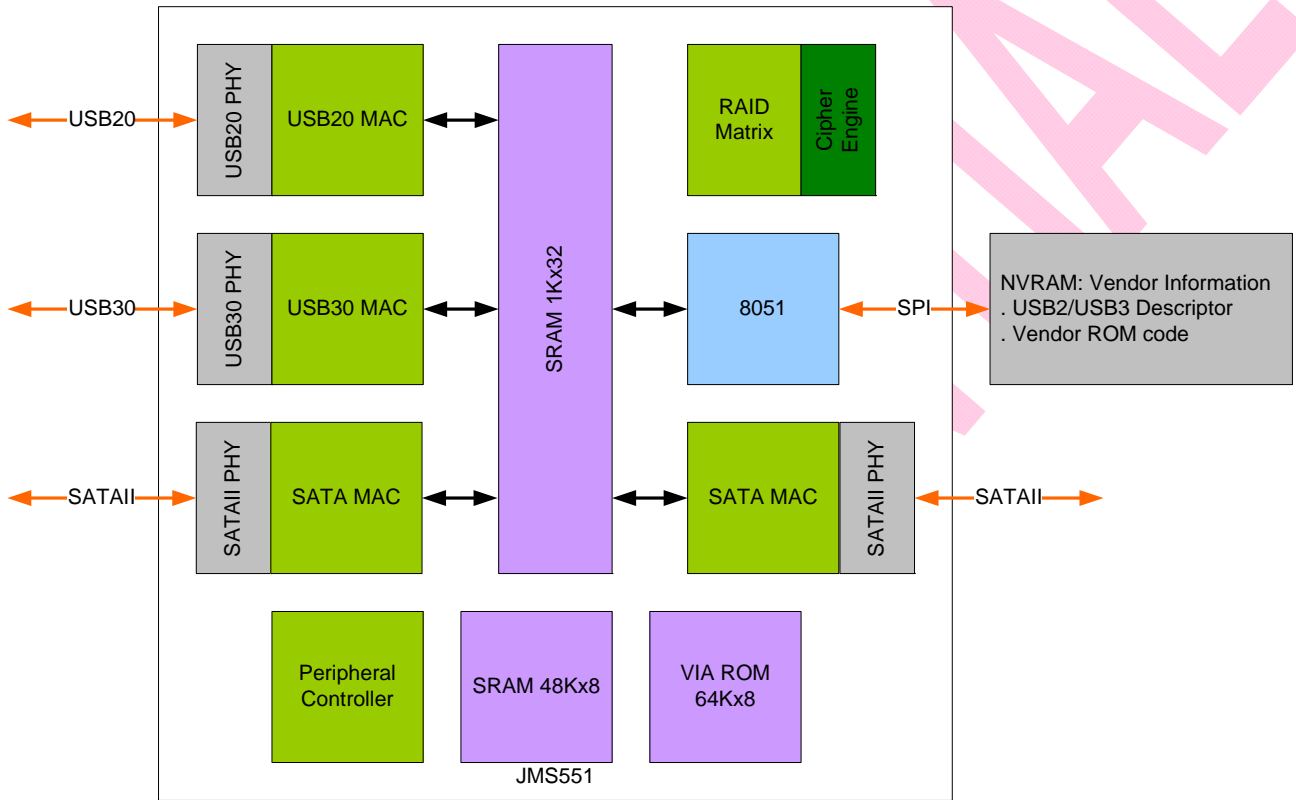 USB20
USB20 PHY
USB20 MAC
RAID
Matrix
Cipher
Engine
USB30
USB30 PHY
USB30 MAC
SRAM 1Kx32
8051
SPI
NVRAM: Vendor Information
. USB2/USB3 Descriptor
. Vendor ROM code
SATAII
SATAII PHY
SATA MAC
SATA MAC
SATAII PHY
SATAII
Peripheral
Controller
SRAM 48Kx8
VIA ROM
64Kx8
JMS551